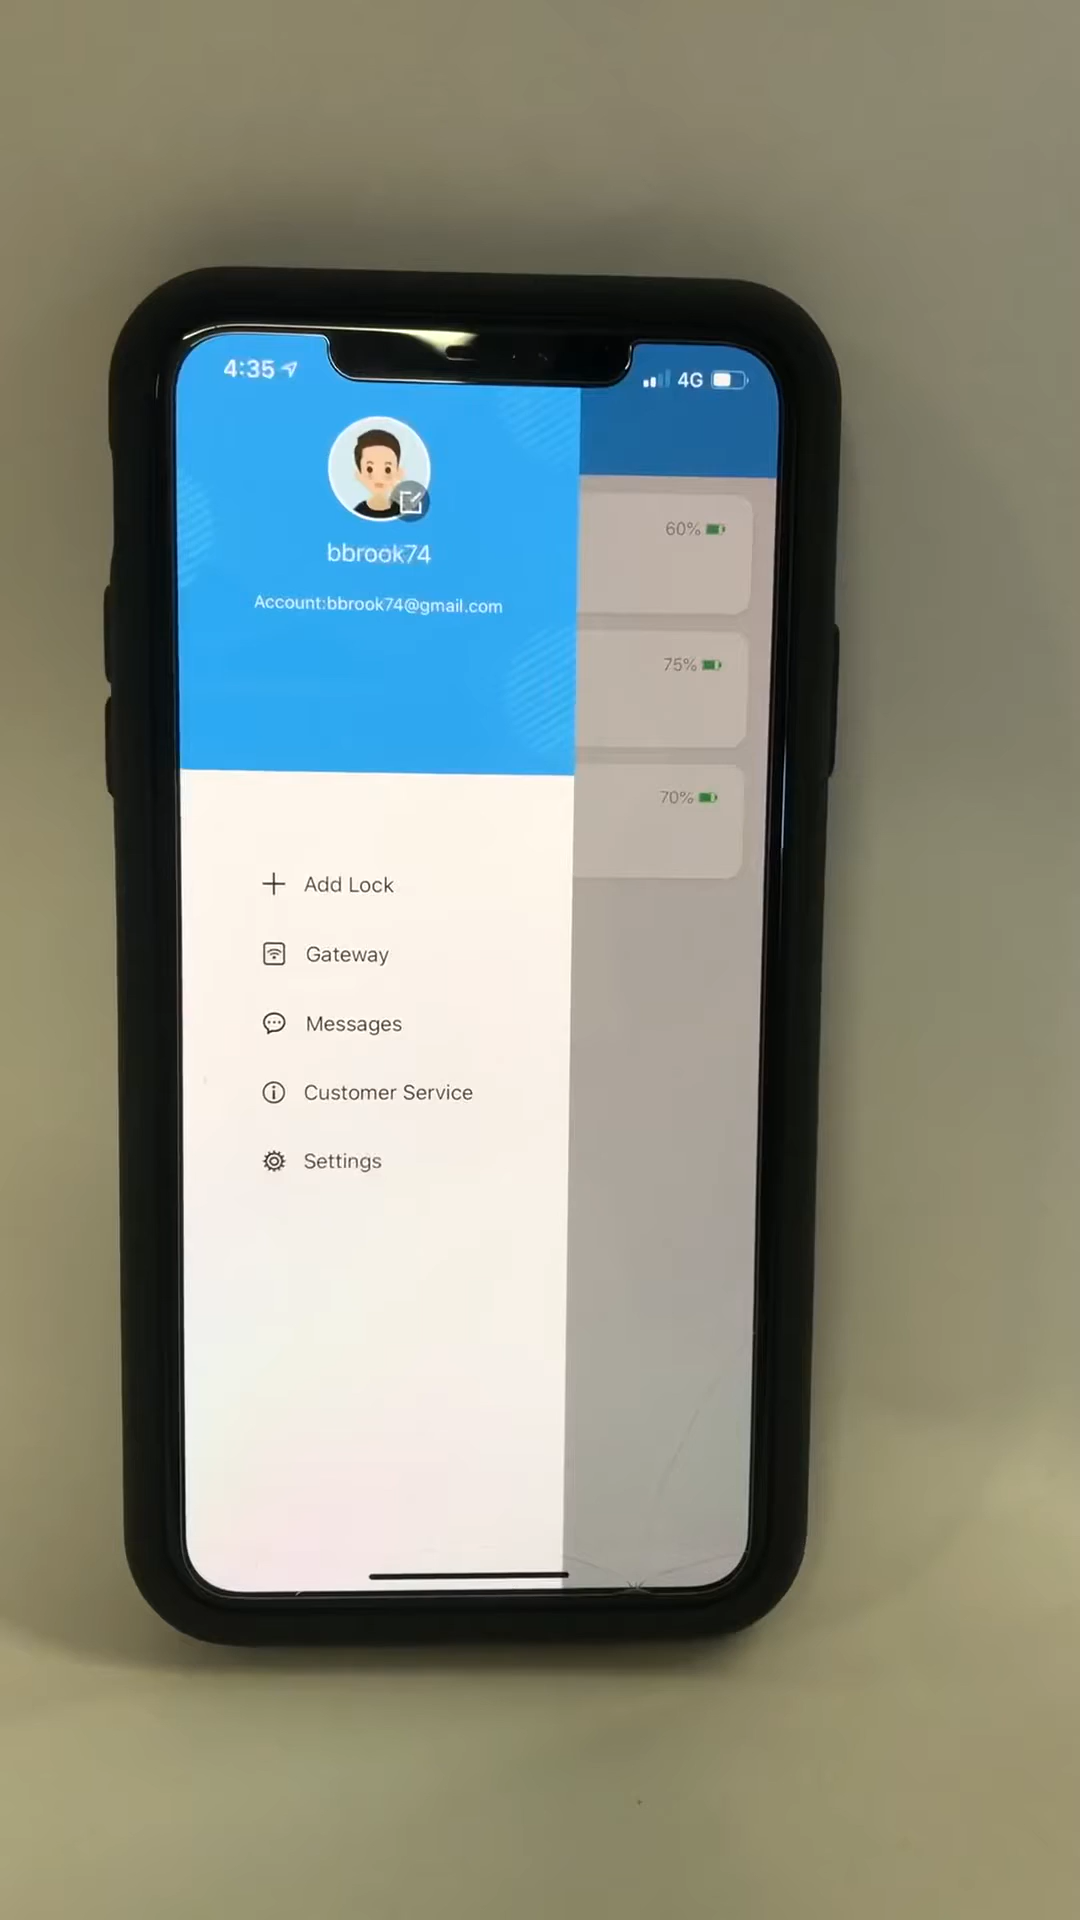 4:35
4G
bbrook74
Account:bbrook74@gmail.com
60%
75%
70%
Add Lock
Gateway
Messages
Customer Service
Settings